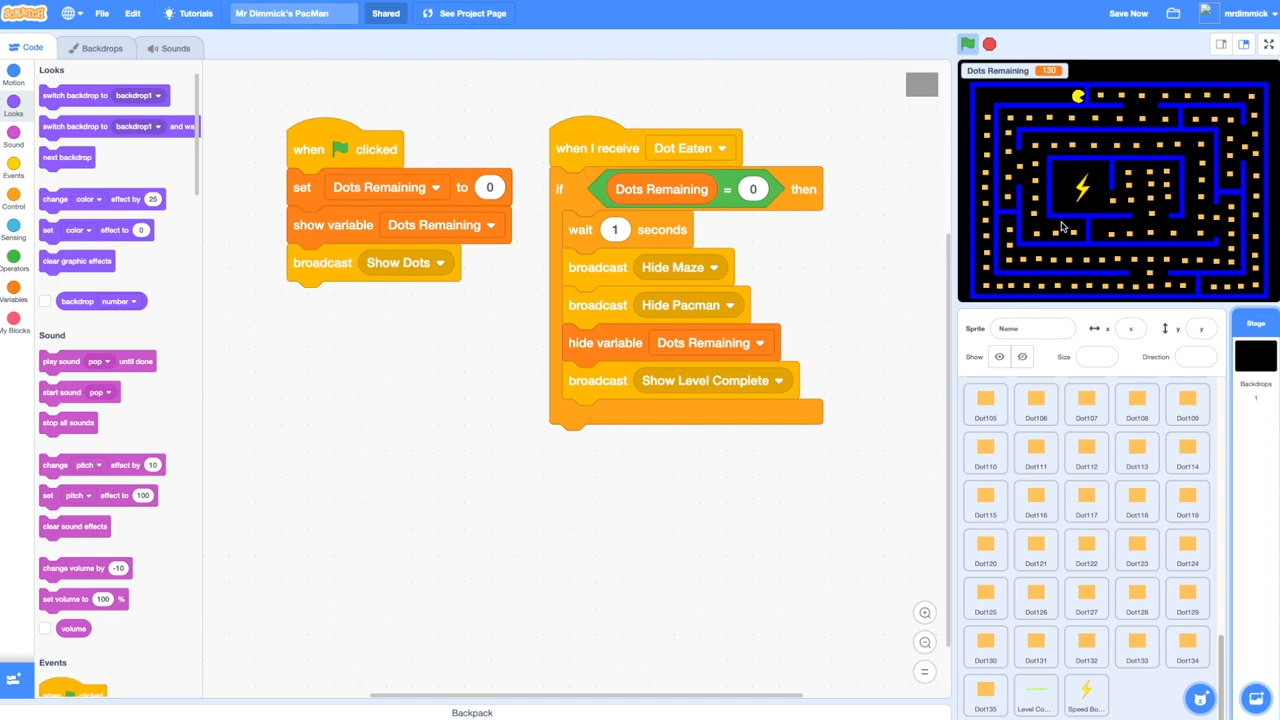 SCRATCH
File
Edit
Tutorials
Mr Dimmick's PacMan
Shared
See Project Page
Save Now
mrdimmick
Code
Backdrops
Sounds
Motion
Looks
Sound
Events
Control
Sensing
Operators
Variables
My Blocks
Looks
switch backdrop to backdrop1
switch backdrop to backdrop1 and wa
next backdrop
change color effect by 25
set color effect to 0
clear graphic effects
backdrop number
Sound
play sound pop until done
start sound pop
stop all sounds
change pitch effect by 10
set pitch effect to 100
clear sound effects
change volume by -10
set volume to 100 %
volume
Events
when clicked
when clicked
set Dots Remaining to 0
show variable Dots Remaining
broadcast Show Dots
when I receive Dot Eaten
if Dots Remaining = 0 then
wait 1 seconds
broadcast Hide Maze
broadcast Hide Pacman
hide variable Dots Remaining
broadcast Show Level Complete
Backpack
Dots Remaining 130
Sprite Name x x y y
Show Size Direction
Dot105 Dot106 Dot107 Dot108 Dot109
Dot110 Dot111 Dot112 Dot113 Dot114
Dot115 Dot116 Dot117 Dot118 Dot119
Dot120 Dot121 Dot122 Dot123 Dot124
Dot125 Dot126 Dot127 Dot128 Dot129
Dot130 Dot131 Dot132 Dot133 Dot134
Dot135 Level Co... Speed Bo...
Stage
Backdrops
1